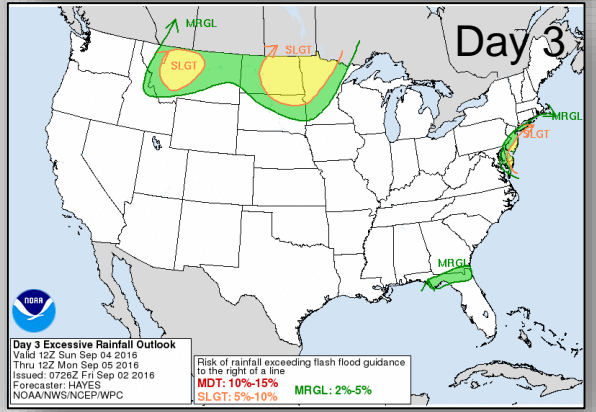 Day 3
MRGL
SLGT
SLGT
MRGL
SLGT
MRGL
NOAA
Day 3 Excessive Rainfall Outlook
Valid 12Z Sun Sep 04 2016
Thru 12Z Mon Sep 05 2016
Issued: 0726Z Fri Sep 02 2016
Forecaster: HAYES
NOAA/NWS/NCEP/WPC
Risk of rainfall exceeding flash flood guidance
to the right of a line
MDT: 10%-15%
SLGT: 5%-10% MRGL: 2%-5%